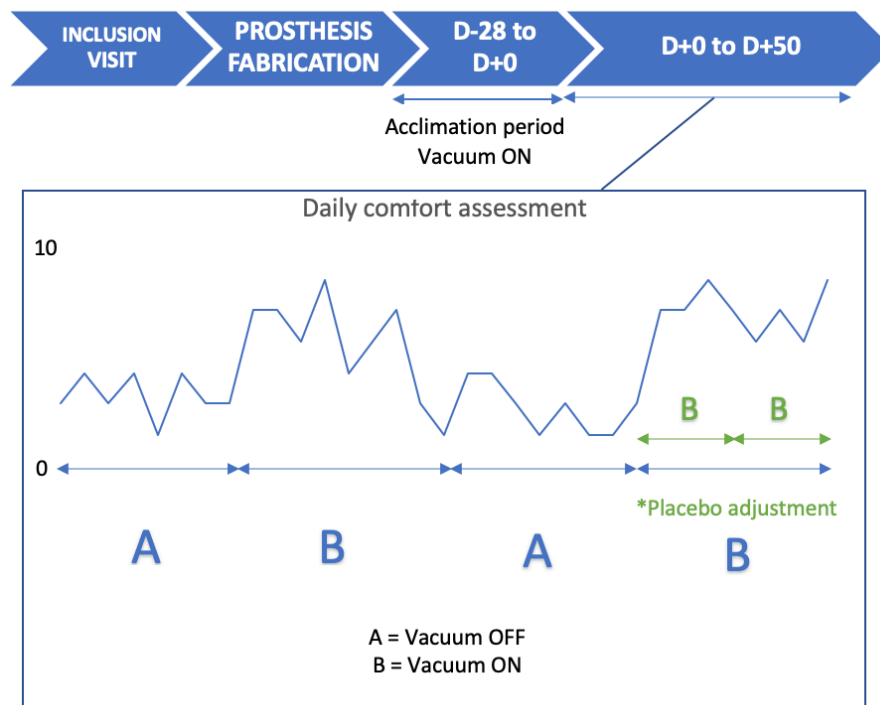 INCLUSION
VISIT
PROSTHESIS
FABRICATION
D-28 to
D+0
D+0 to D+50
Acclimation period
Vacuum ON
Daily comfort assessment
10
B B
0
*Placebo adjustment
A B A B
A = Vacuum OFF
B = Vacuum ON